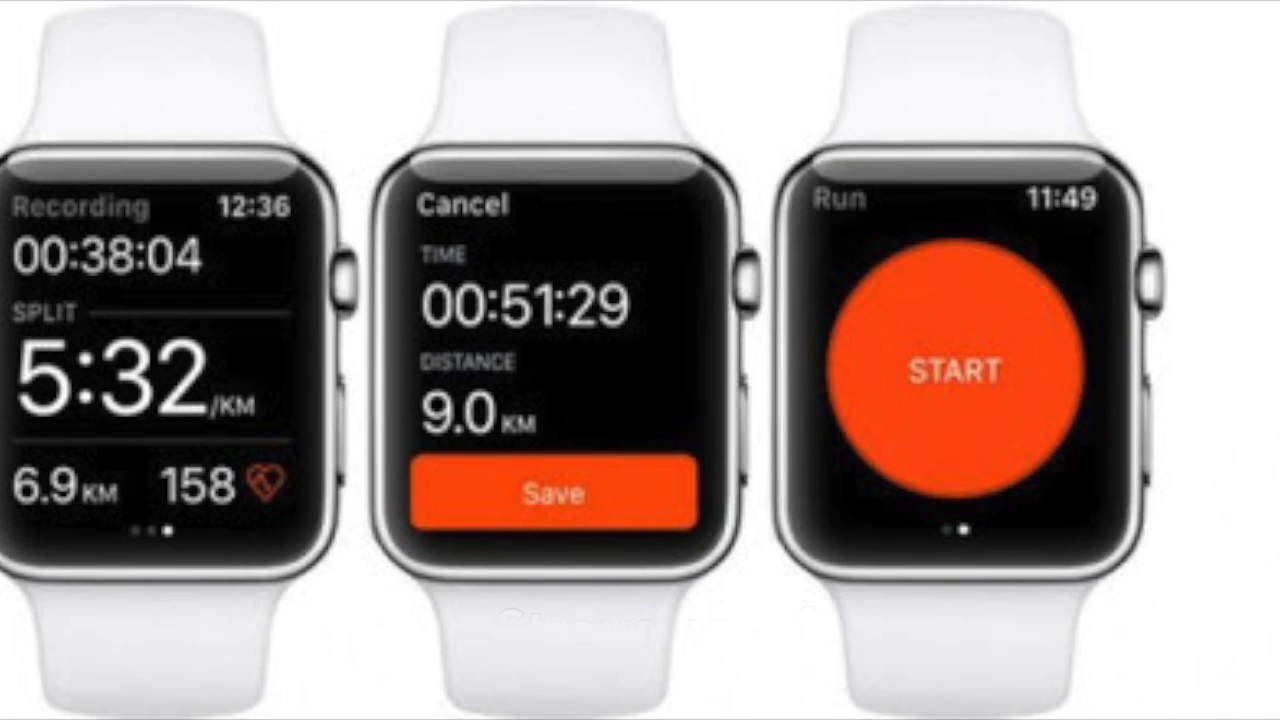 Recording 12:36
00:38:04
SPLIT
5:32/KM
6.9 KM 158
Cancel
TIME
00:51:29
DISTANCE
9.0 KM
Save
Run 11:49
START